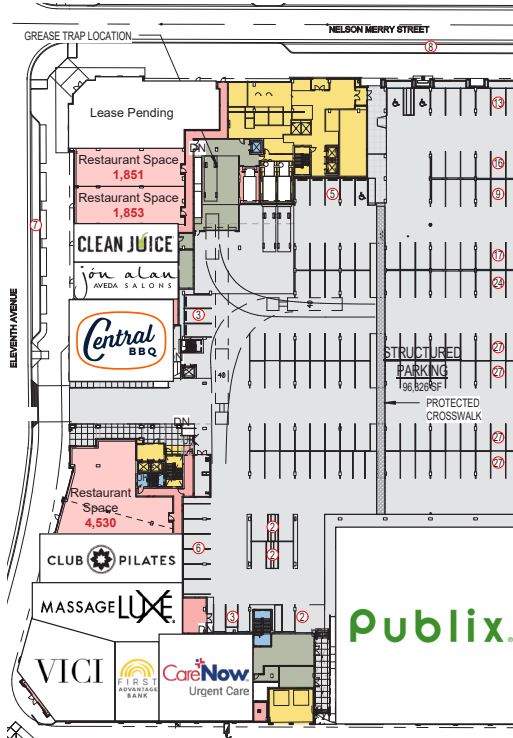 NELSON MERRY STREET
GREASE TRAP LOCATION
8
Lease Pending
13
DN
Restaurant Space
1,851
16
Restaurant Space
1,853
5
9
7
CLEAN JUICE
17
jon alan
AVEDA SALONS
24
3
ELEVENTH AVENUE
Central
BBQ
27
STRUCTURED
PARKING
96,826 SF
27
PROTECTED
CROSSWALK
DN
27
27
Restaurant
Space
4,530
2
2
6
CLUB PILATES
MASSAGE LUXE
3
2
Publix
VICI
FIRST
ADVANTAGE
BANK
CareNow
Urgent Care